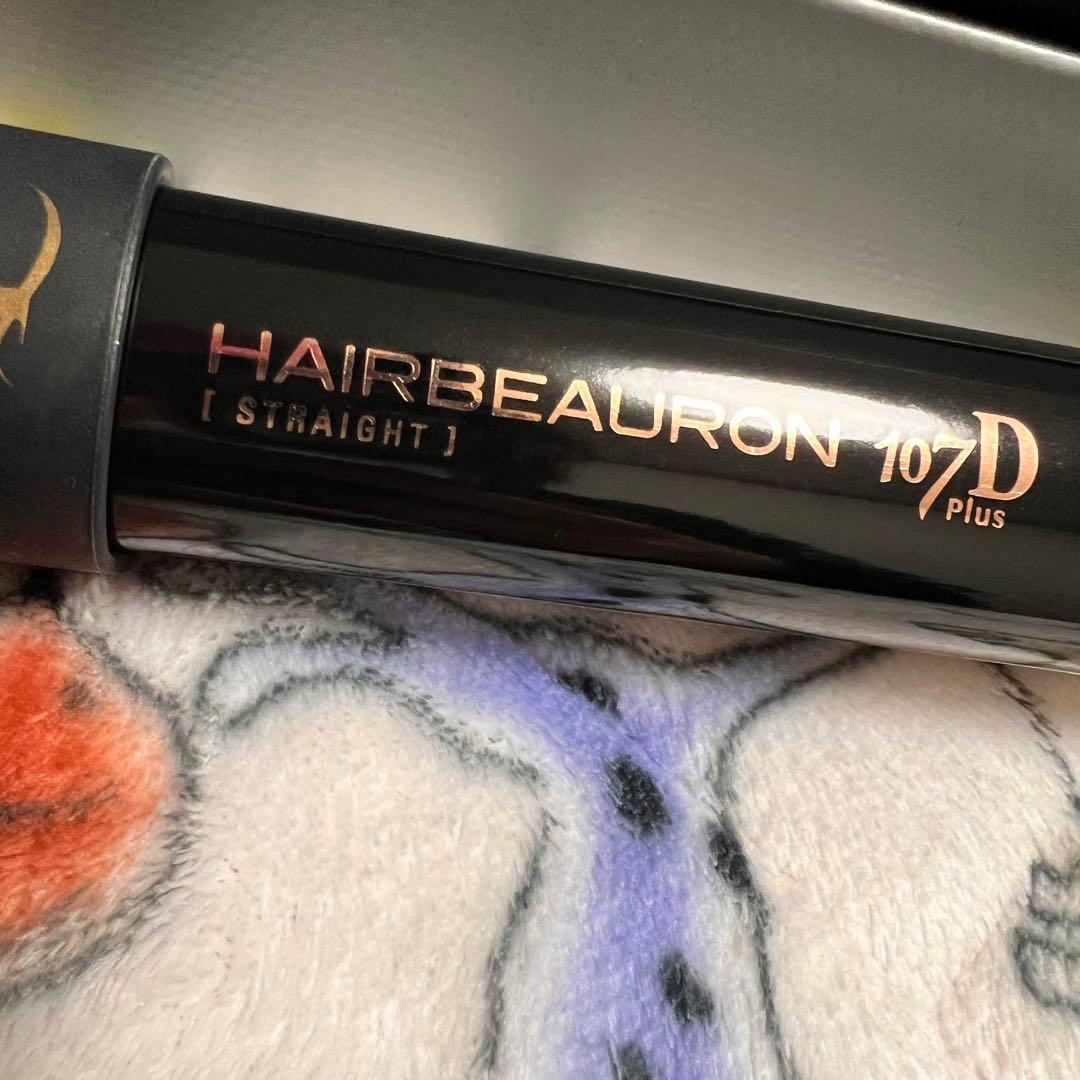 HAIRBEAURON 107D
Plus
[ STRAIGHT ]